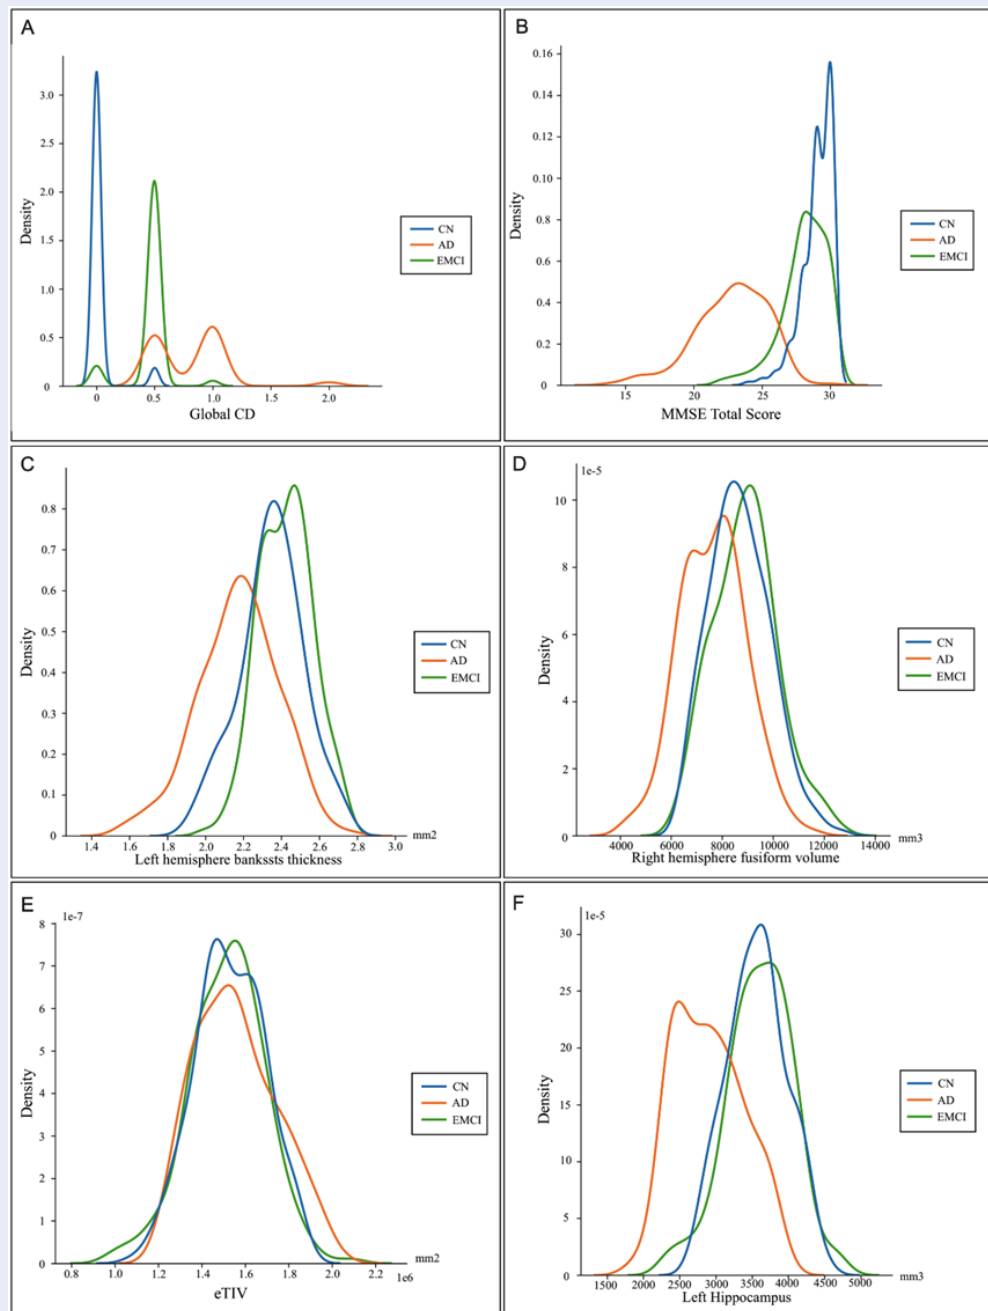 A
3.0
2.5
2.0
1.5
1.0
0.5
0
Density
0 0.5 1.0 1.5 2.0
Global CD
CN
AD
EMCI
B
0.16
0.14
0.12
0.10
0.8
0.6
0.4
0.2
0
Density
15 20 25 30
MMSE Total Score
CN
AD
EMCI
C
0.8
0.7
0.6
0.5
0.4
0.3
0.2
0.1
0
Density
1.4 1.6 1.8 2.0 2.2 2.4 2.6 2.8 3.0 mm2
Left hemisphere bankssts thickness
CN
AD
EMCI
D
1e-5
10
8
6
4
2
0
Density
4000 6000 8000 10000 12000 14000 mm3
Right hemisphere fusiform volume
CN
AD
EMCI
E
1e-7
8
7
6
5
4
3
2
1
0
Density
0.8 1.0 1.2 1.4 1.6 1.8 2.0 2.2 mm2
1e6
eTIV
CN
AD
EMCI
F
1e-5
30
25
20
15
10
5
0
Density
1500 2000 2500 3000 3500 4000 4500 5000 mm3
Left Hippocampus
CN
AD
EMCI